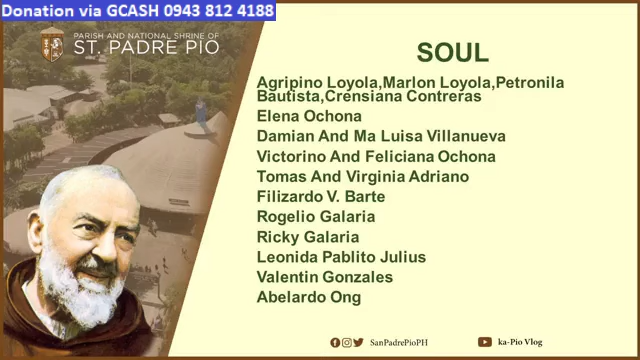 Donation via GCASH 0943 812 4188
PARISH AND NATIONAL SHRINE OF
ST. PADRE PIO
SOUL
Agripino Loyola,Marlon Loyola,Petronila
Bautista,Crensiana Contreras
Elena Ochona
Damian And Ma Luisa Villanueva
Victorino And Feliciana Ochona
Tomas And Virginia Adriano
Filizardo V. Barte
Rogelio Galaria
Ricky Galaria
Leonida Pablito Julius
Valentin Gonzales
Abelardo Ong
SanPadrePioPH
ka-Pio Vlog